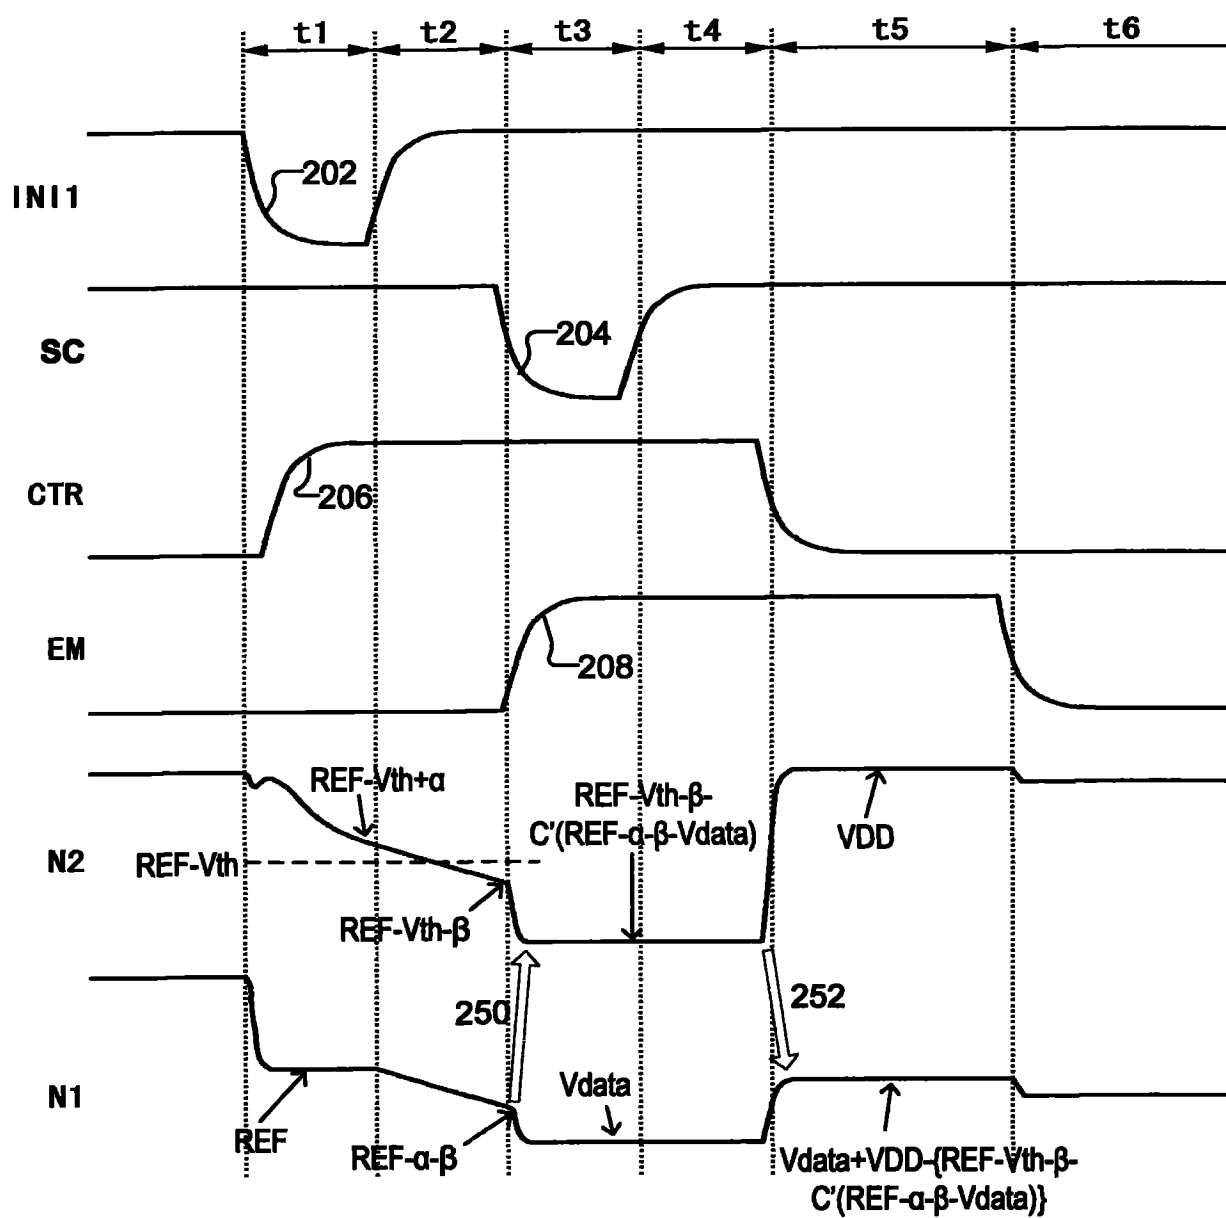 t1 t2 t3 t4 t5 t6
INI1
202
SC
204
CTR
206
EM
208
N2
REF-Vth+α
REF-Vth
REF-Vth-β
REF-Vth-β-
C'(REF-α-β-Vdata)
VDD
250
252
N1
REF
REF-α-β
Vdata
Vdata+VDD-{REF-Vth-β-
C'(REF-α-β-Vdata)}